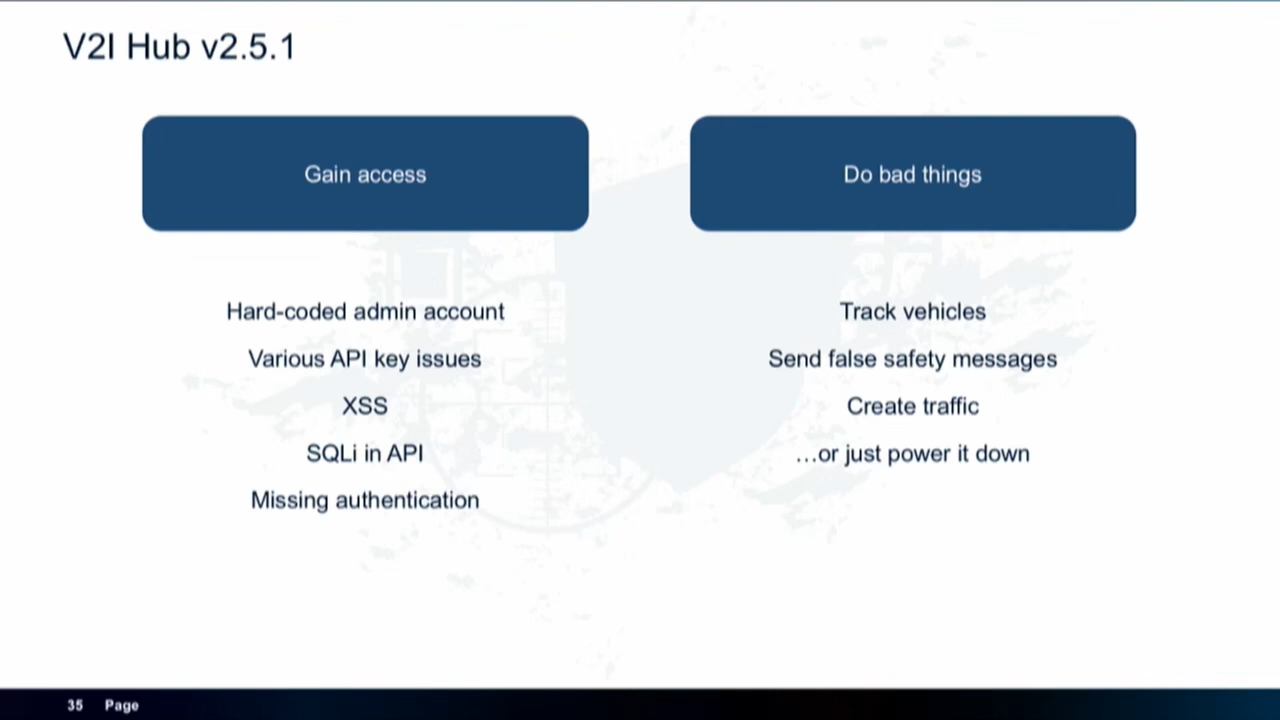 V2I Hub v2.5.1
Gain access
Hard-coded admin account
Various API key issues
XSS
SQLi in API
Missing authentication
Do bad things
Track vehicles
Send false safety messages
Create traffic
…or just power it down
35 Page